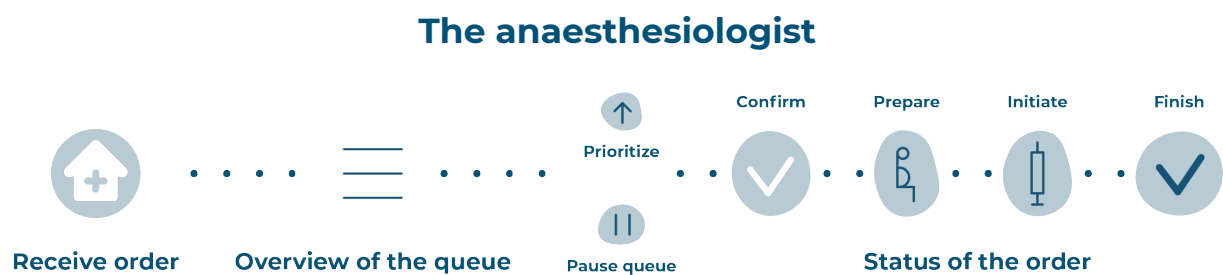 The anaesthesiologist
Confirm
Prepare
Initiate
Finish
Prioritize
Pause queue
Receive order
Overview of the queue
Status of the order